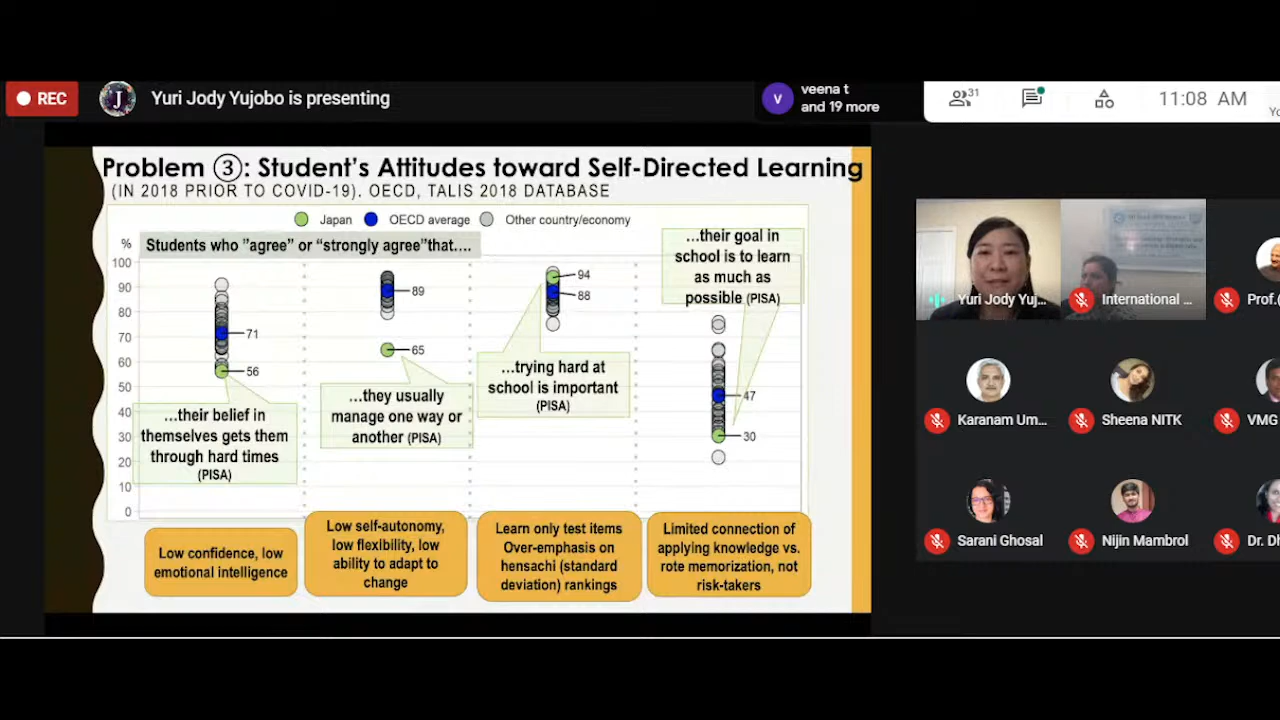 REC
J
Yuri Jody Yujobo is presenting
v
veena t
and 19 more
31
11:08 AM
Problem ③: Student's Attitudes toward Self-Directed Learning
(IN 2018 PRIOR TO COVID-19). OECD, TALIS 2018 DATABASE
Japan
OECD average
Other country/economy
%
Students who "agree" or "strongly agree"that....
100
90
80
70
60
50
40
30
20
10
0
71
56
...their belief in
themselves gets them
through hard times
(PISA)
89
65
...they usually
manage one way or
another (PISA)
94
88
...trying hard at
school is important
(PISA)
...their goal in
school is to learn
as much as
possible (PISA)
47
30
Low confidence, low
emotional intelligence
Low self-autonomy,
low flexibility, low
ability to adapt to
change
Learn only test items
Over-emphasis on
hensachi (standard
deviation) rankings
Limited connection of
applying knowledge vs.
rote memorization, not
risk-takers
Yuri Jody Yuj...
International ...
Prof.(
Karanam Um...
Sheena NITK
VMG
Sarani Ghosal
Nijin Mambrol
Dr. Dh